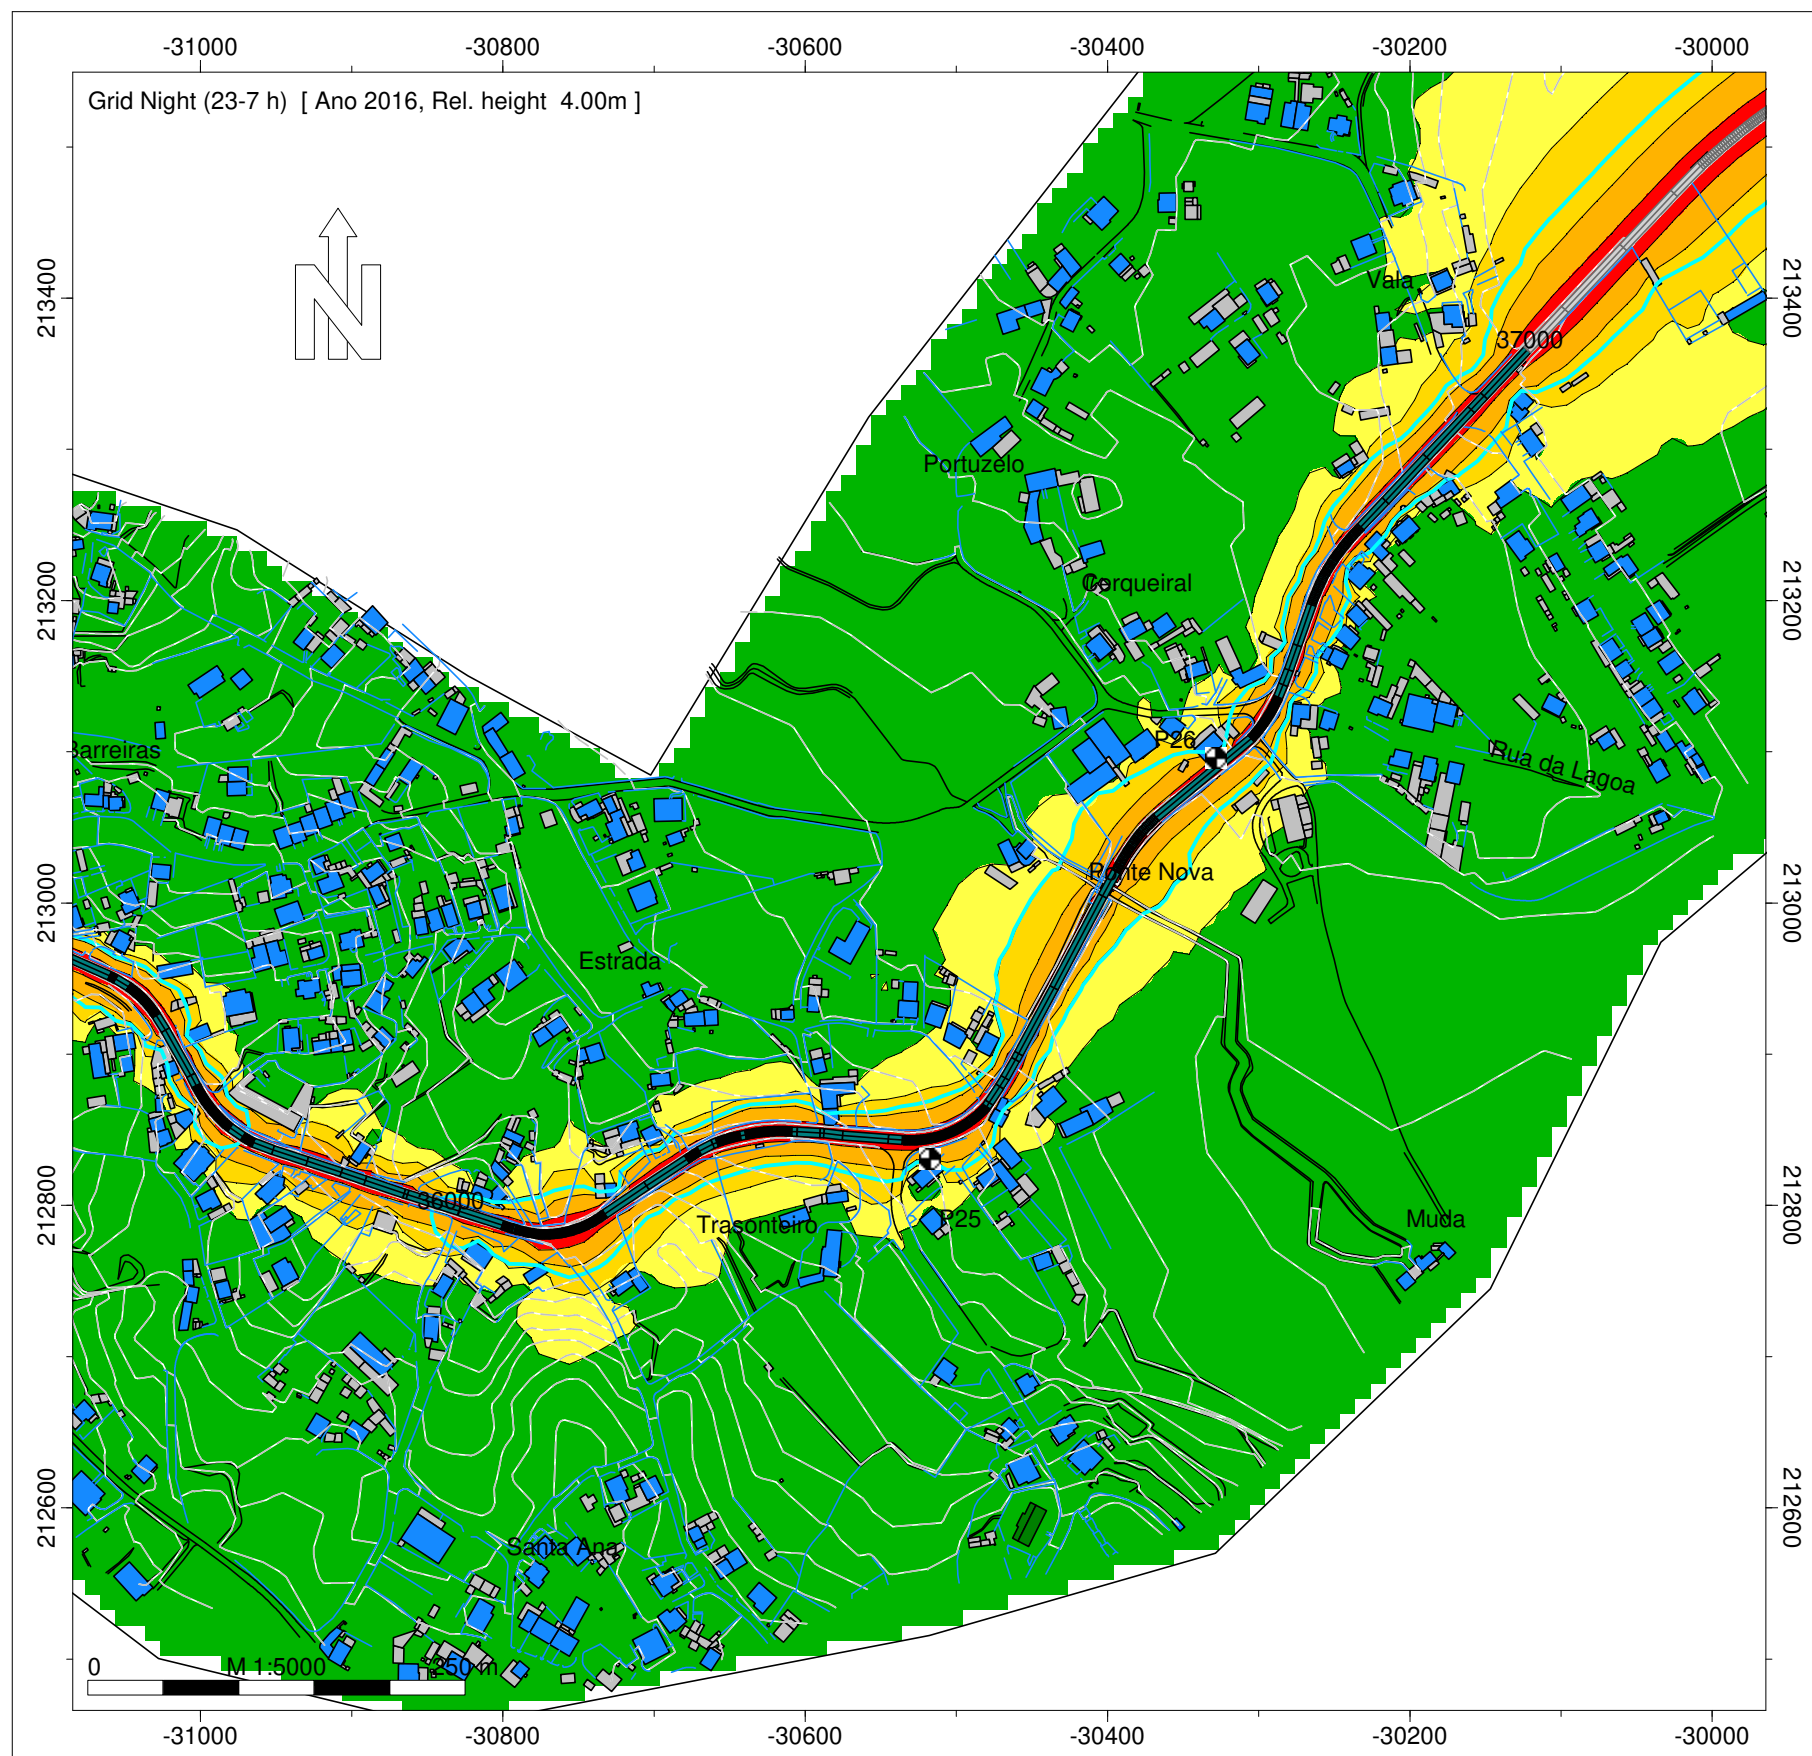 -31000 -30800 -30600 -30400 -30200 -30000
Grid Night (23-7 h) [ Ano 2016, Rel. height 4.00m ]
N
213400
213400
Vala
37000
Portuzelo
Cerqueiral
213200
213200
P26
Barreiras
Rua da Lagoa
Ponte Nova
213000
213000
Estrada
36000
Trasonteiro
P25
Muda
212800
212800
212600
212600
Santa Ana
0 M 1:5000 250 m
-31000 -30800 -30600 -30400 -30200 -30000